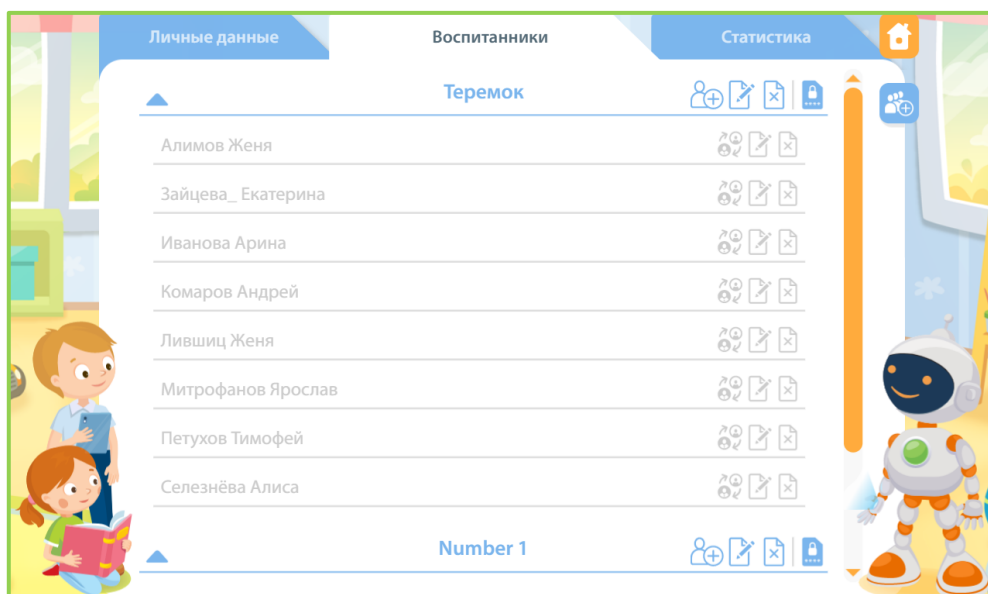 Личные данные
Воспитанники
Статистика
Теремок
Алимов Женя
Зайцева_ Екатерина
Иванова Арина
Комаров Андрей
Лившиц Женя
Митрофанов Ярослав
Петухов Тимофей
Селезнёва Алиса
Number 1